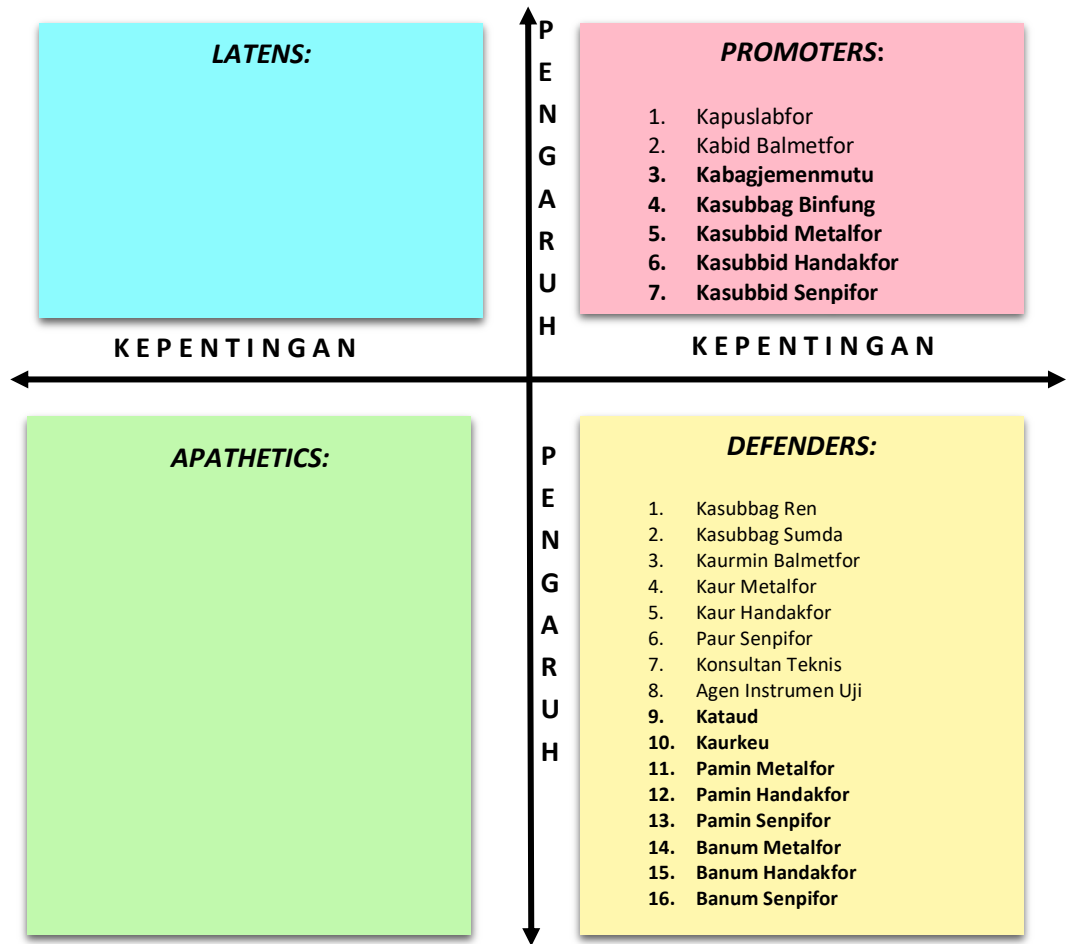 LATENS:
PENGARUH
PROMOTERS:
1. Kapuslabfor
2. Kabid Balmetfor
3. Kabagjemenmutu
4. Kasubbag Binfung
5. Kasubbid Metalfor
6. Kasubbid Handakfor
7. Kasubbid Senpifor
KEPENTINGAN
KEPENTINGAN
APATHETICS:
PENGARUH
DEFENDERS:
1. Kasubbag Ren
2. Kasubbag Sumda
3. Kaurmin Balmetfor
4. Kaur Metalfor
5. Kaur Handakfor
6. Paur Senpifor
7. Konsultan Teknis
8. Agen Instrumen Uji
9. Kataud
10. Kaurkeu
11. Pamin Metalfor
12. Pamin Handakfor
13. Pamin Senpifor
14. Banum Metalfor
15. Banum Handakfor
16. Banum Senpifor